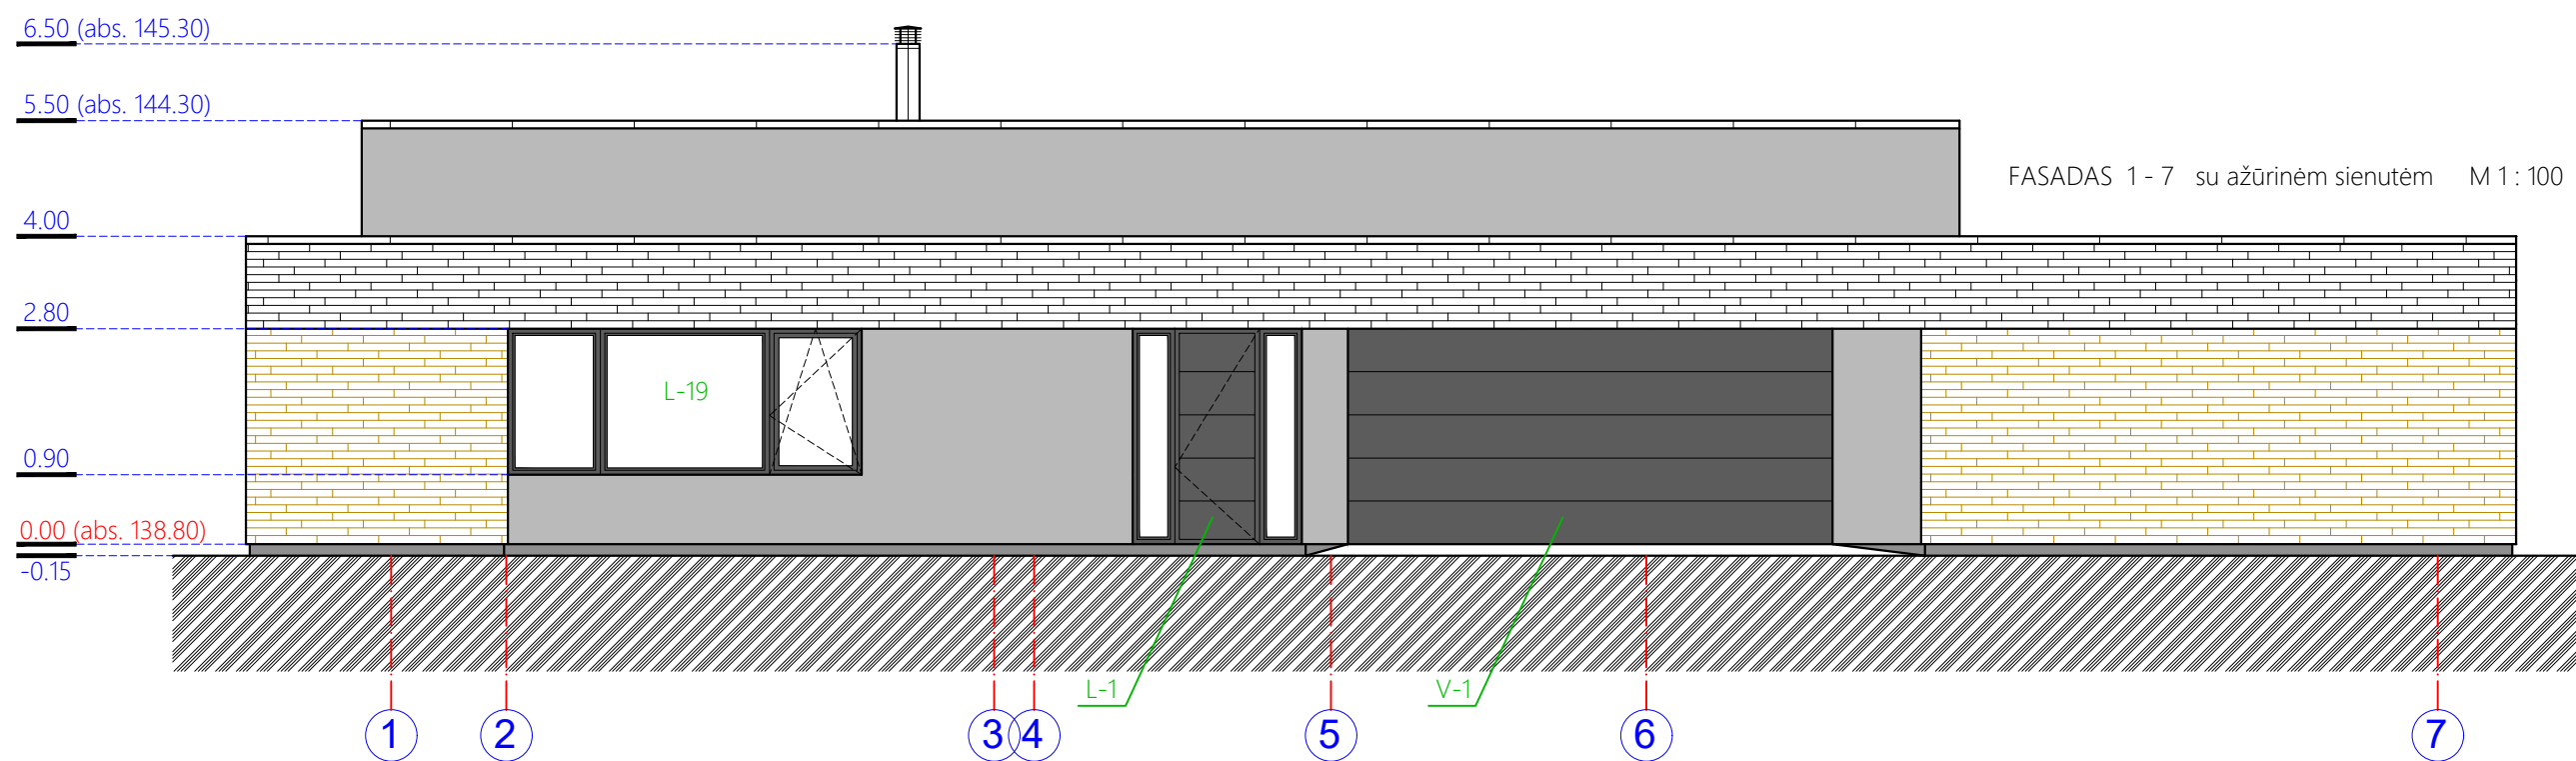 6.50 (abs. 145.30)
5.50 (abs. 144.30)
FASADAS 1 - 7 su ažūrinėm sienutėm M 1 : 100
4.00
2.80
L-19
0.90
0.00 (abs. 138.80)
-0.15
L-1
V-1
1 2 3 4 5 6 7